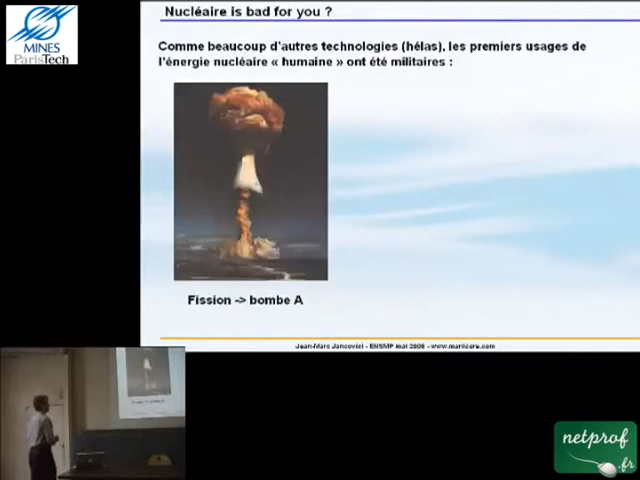 Nucléaire is bad for you ?
MINES
ParisTech
Comme beaucoup d'autres technologies (hélas), les premiers usages de
l'énergie nucléaire « humaine » ont été militaires :
Fission -> bombe A
Jean-Marc Jancovici - ENSMP mai 2008 - www.manicore.com
netprof
.fr